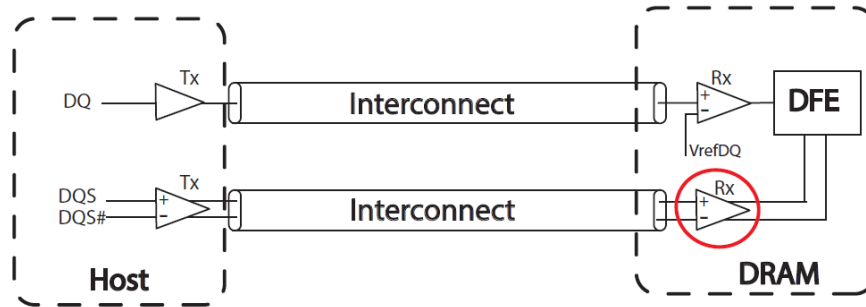 Tx
Rx
DQ
Interconnect
+
−
DFE
VrefDQ
Tx
Rx
DQS
DQS#
+
−
Interconnect
+
−
Host
DRAM